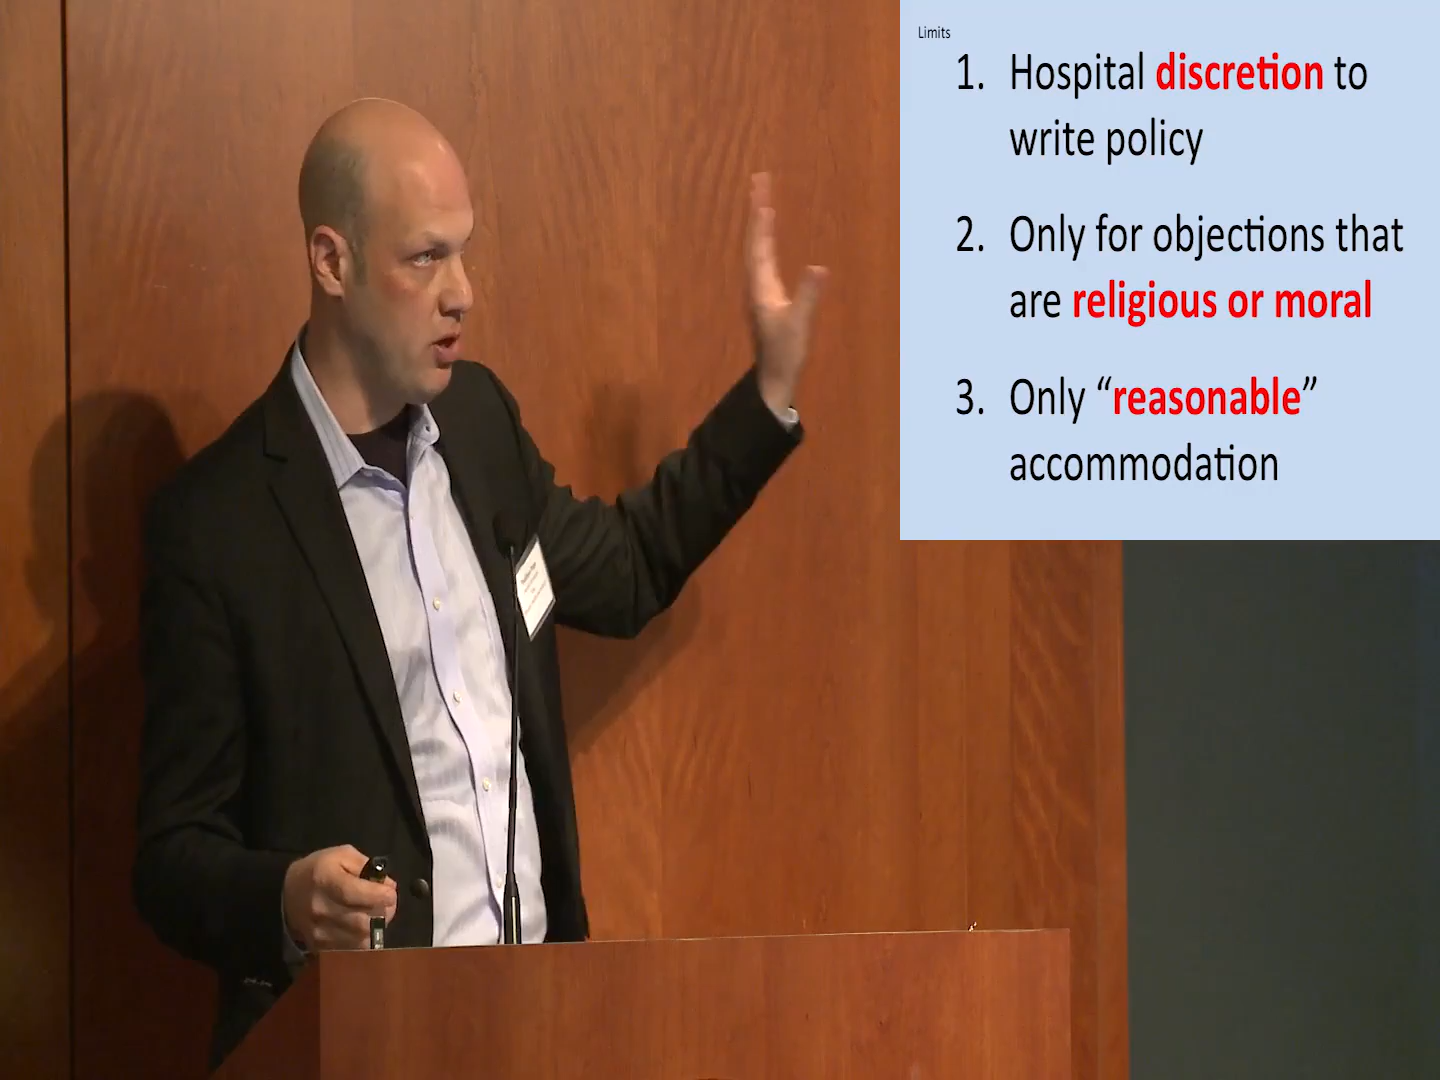 Limits
1. Hospital discretion to
write policy
2. Only for objections that
are religious or moral
3. Only “reasonable”
accommodation